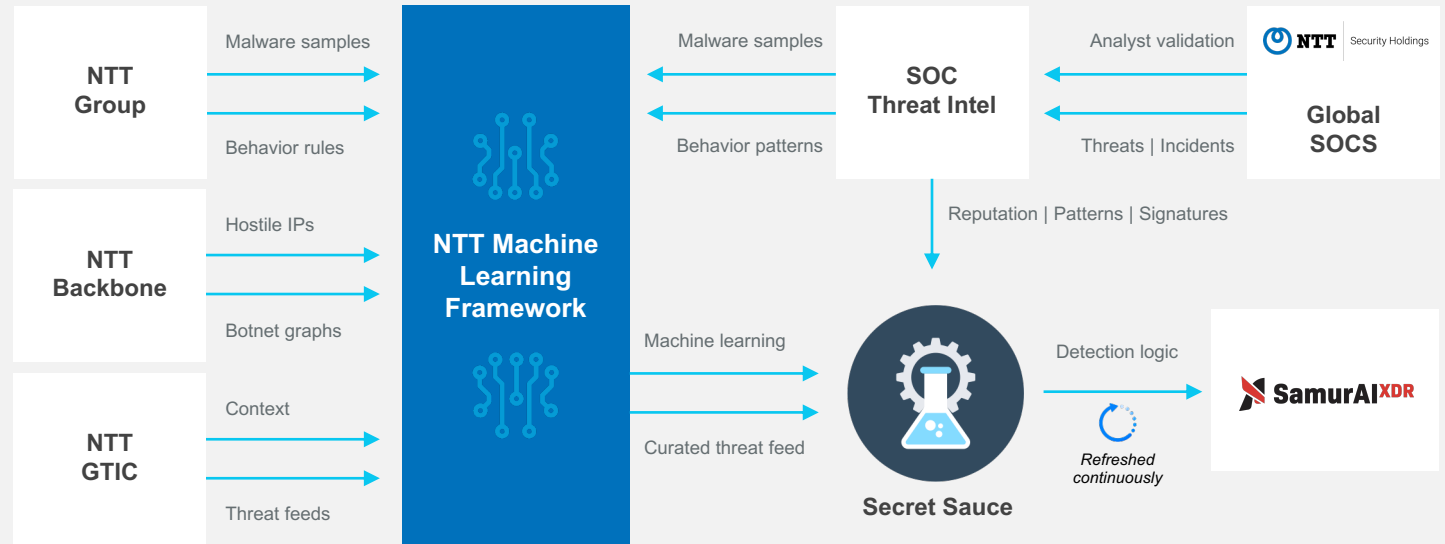 Malware samples
NTT
Group
Behavior rules
Hostile IPs
NTT
Backbone
Botnet graphs
Context
NTT
GTIC
Threat feeds
NTT Machine
Learning
Framework
Malware samples
Behavior patterns
SOC
Threat Intel
Analyst validation
Threats | Incidents
NTT Security Holdings
Global
SOCS
Reputation | Patterns | Signatures
Machine learning
Curated threat feed
Secret Sauce
Detection logic
Refreshed
continuously
SamurAI XDR